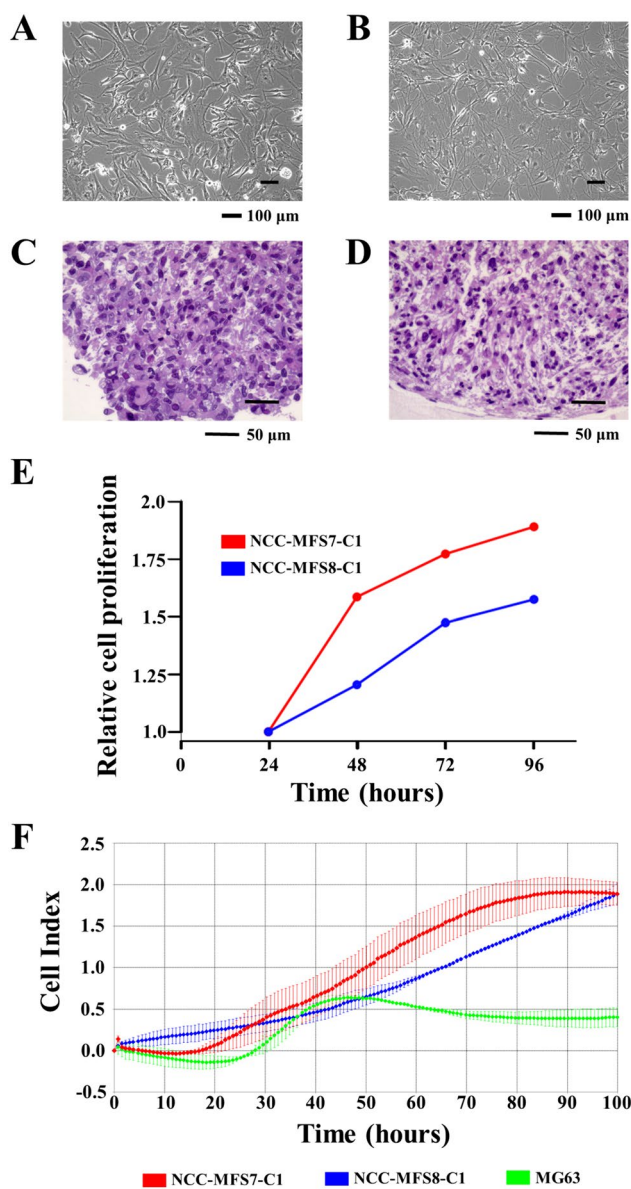 A
B
100 µm
100 µm
C
D
50 µm
50 µm
E
Relative cell proliferation
2.0
1.75
1.5
1.25
1.0
NCC-MFS7-C1
NCC-MFS8-C1
0
24
48
72
96
Time (hours)
F
Cell Index
2.5
2.0
1.5
1.0
0.5
0.0
-0.5
0
10
20
30
40
50
60
70
80
90
100
Time (hours)
NCC-MFS7-C1
NCC-MFS8-C1
MG63